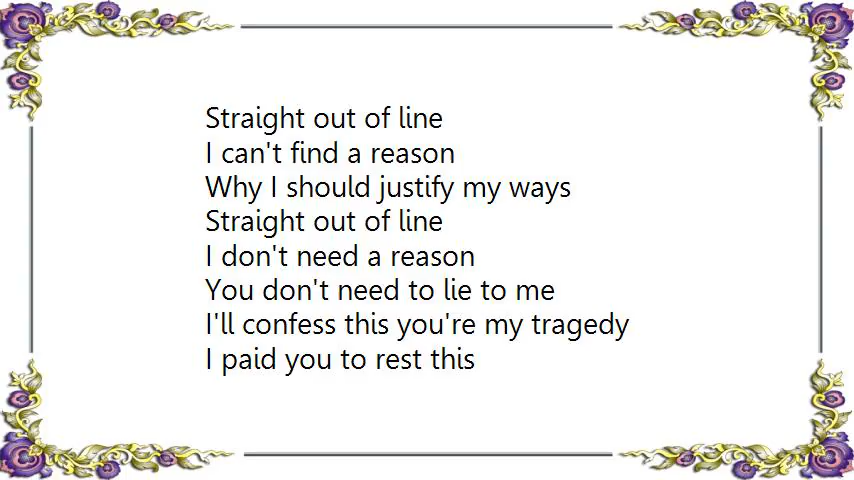 Straight out of line
I can't find a reason
Why I should justify my ways
Straight out of line
I don't need a reason
You don't need to lie to me
I'll confess this you're my tragedy
I paid you to rest this